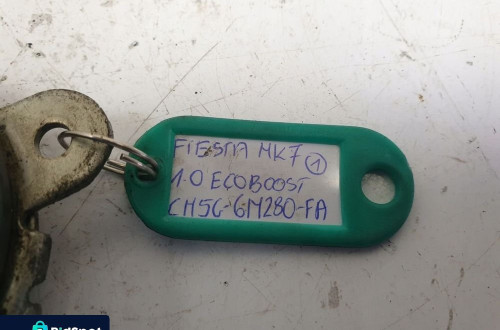 FIESTA MK7 1
1.0 ECOBOOST
CM5G-6M280-FA